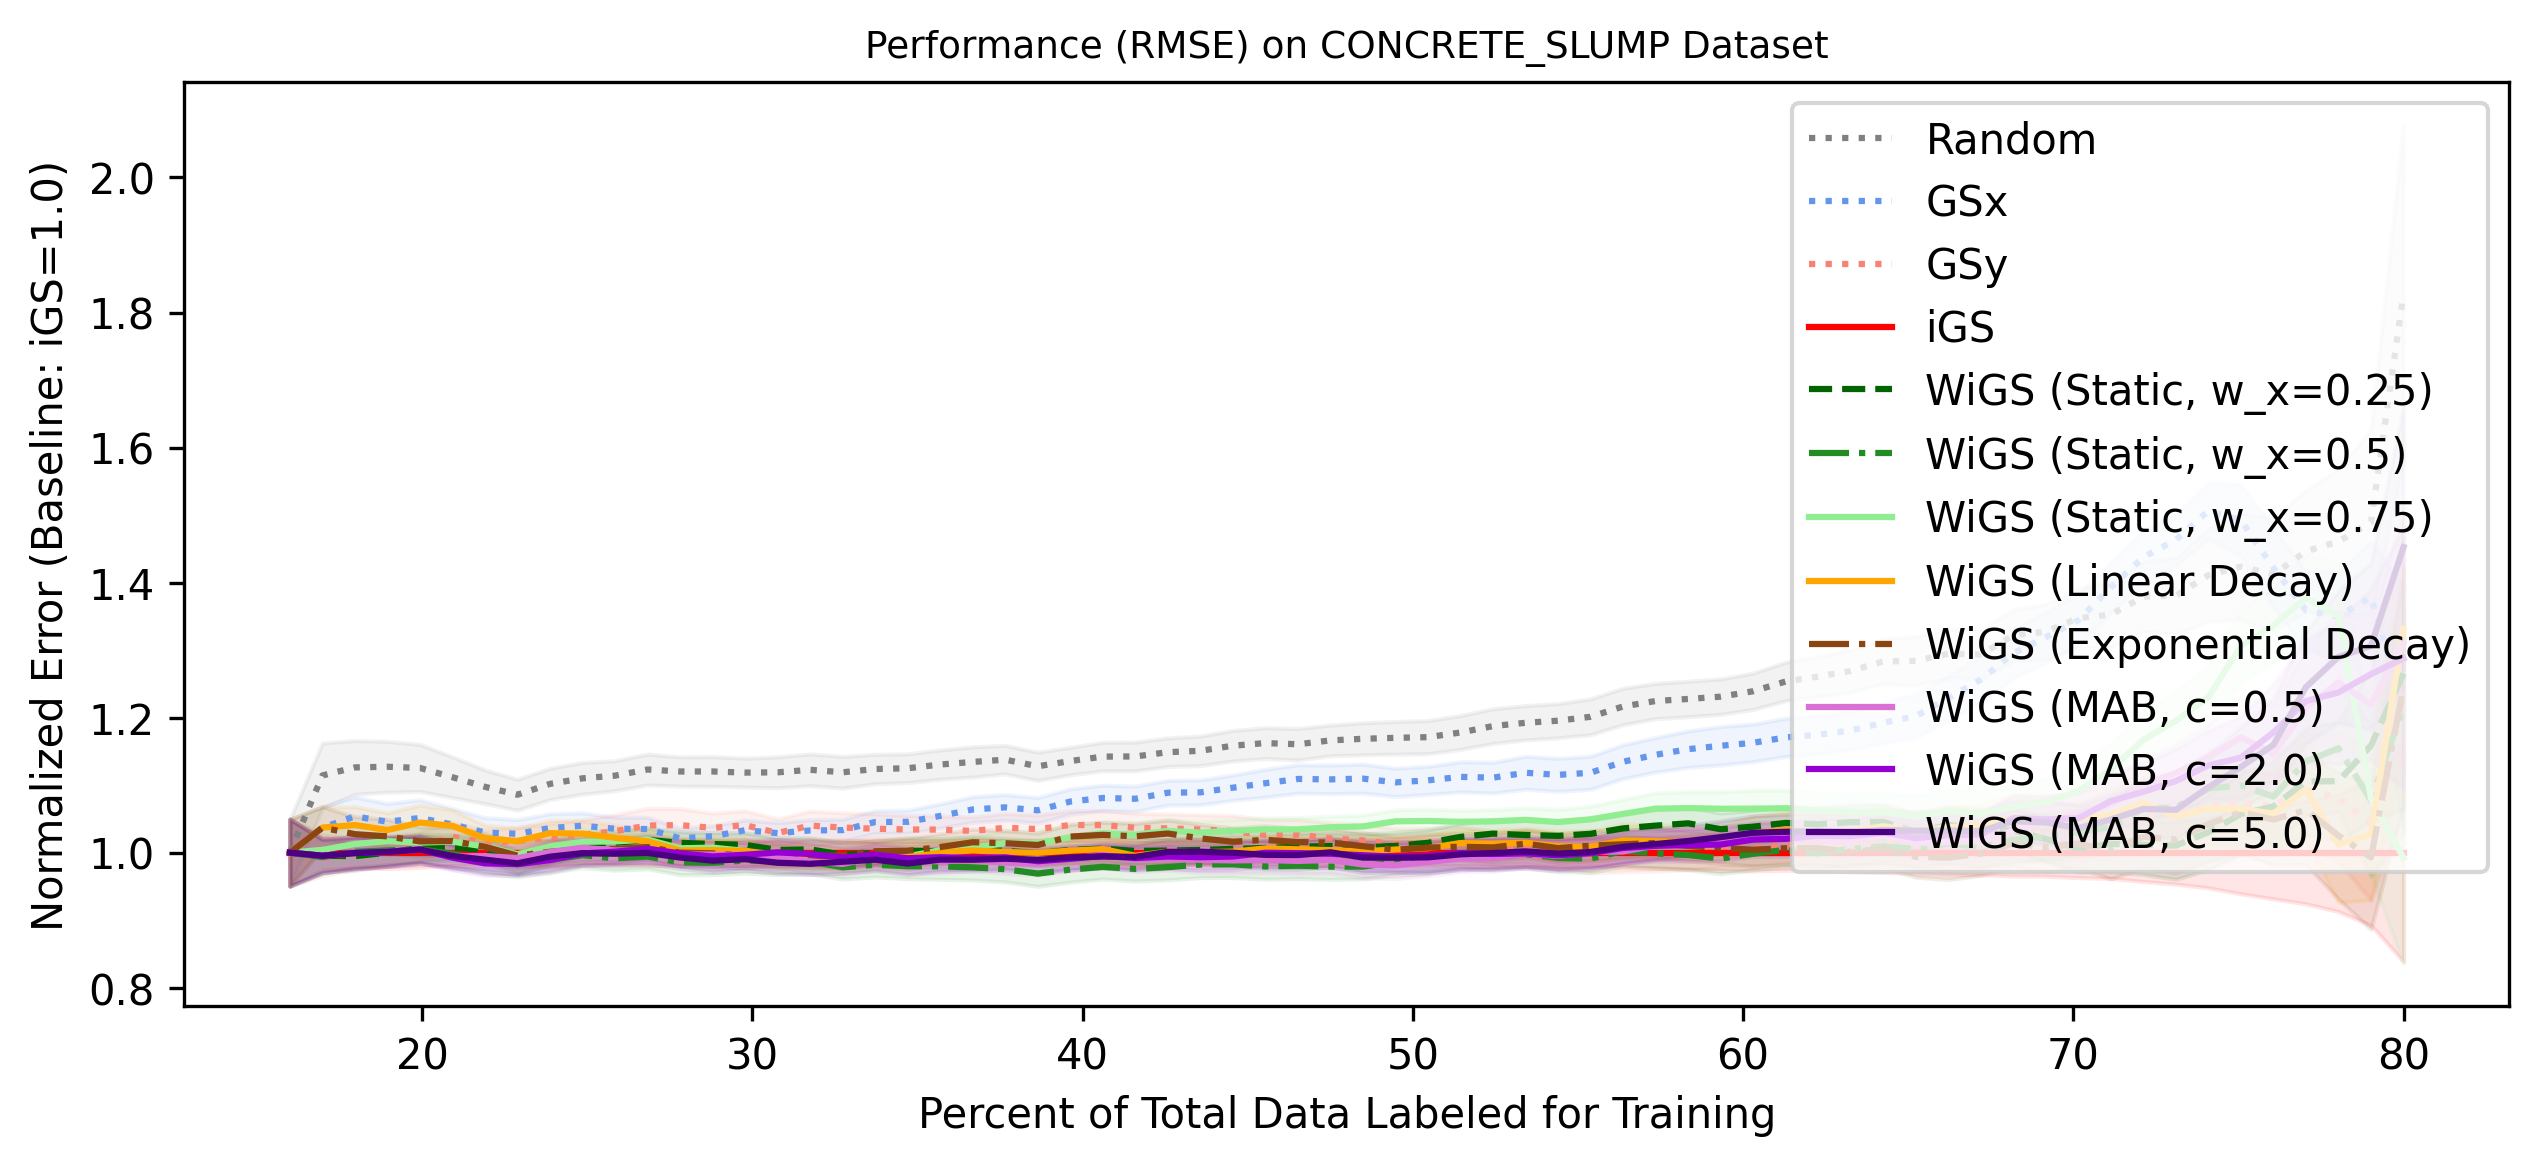 Performance (RMSE) on CONCRETE_SLUMP Dataset
Normalized Error (Baseline: iGS=1.0)
2.0
1.8
1.6
1.4
1.2
1.0
0.8
Random
GSx
GSy
iGS
WiGS (Static, w_x=0.25)
WiGS (Static, w_x=0.5)
WiGS (Static, w_x=0.75)
WiGS (Linear Decay)
WiGS (Exponential Decay)
WiGS (MAB, c=0.5)
WiGS (MAB, c=2.0)
WiGS (MAB, c=5.0)
20 30 40 50 60 70 80
Percent of Total Data Labeled for Training